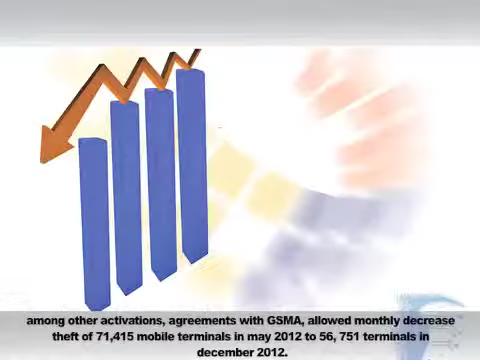 among other activations, agreements with GSMA, allowed monthly decrease
theft of 71,415 mobile terminals in may 2012 to 56, 751 terminals in
december 2012.